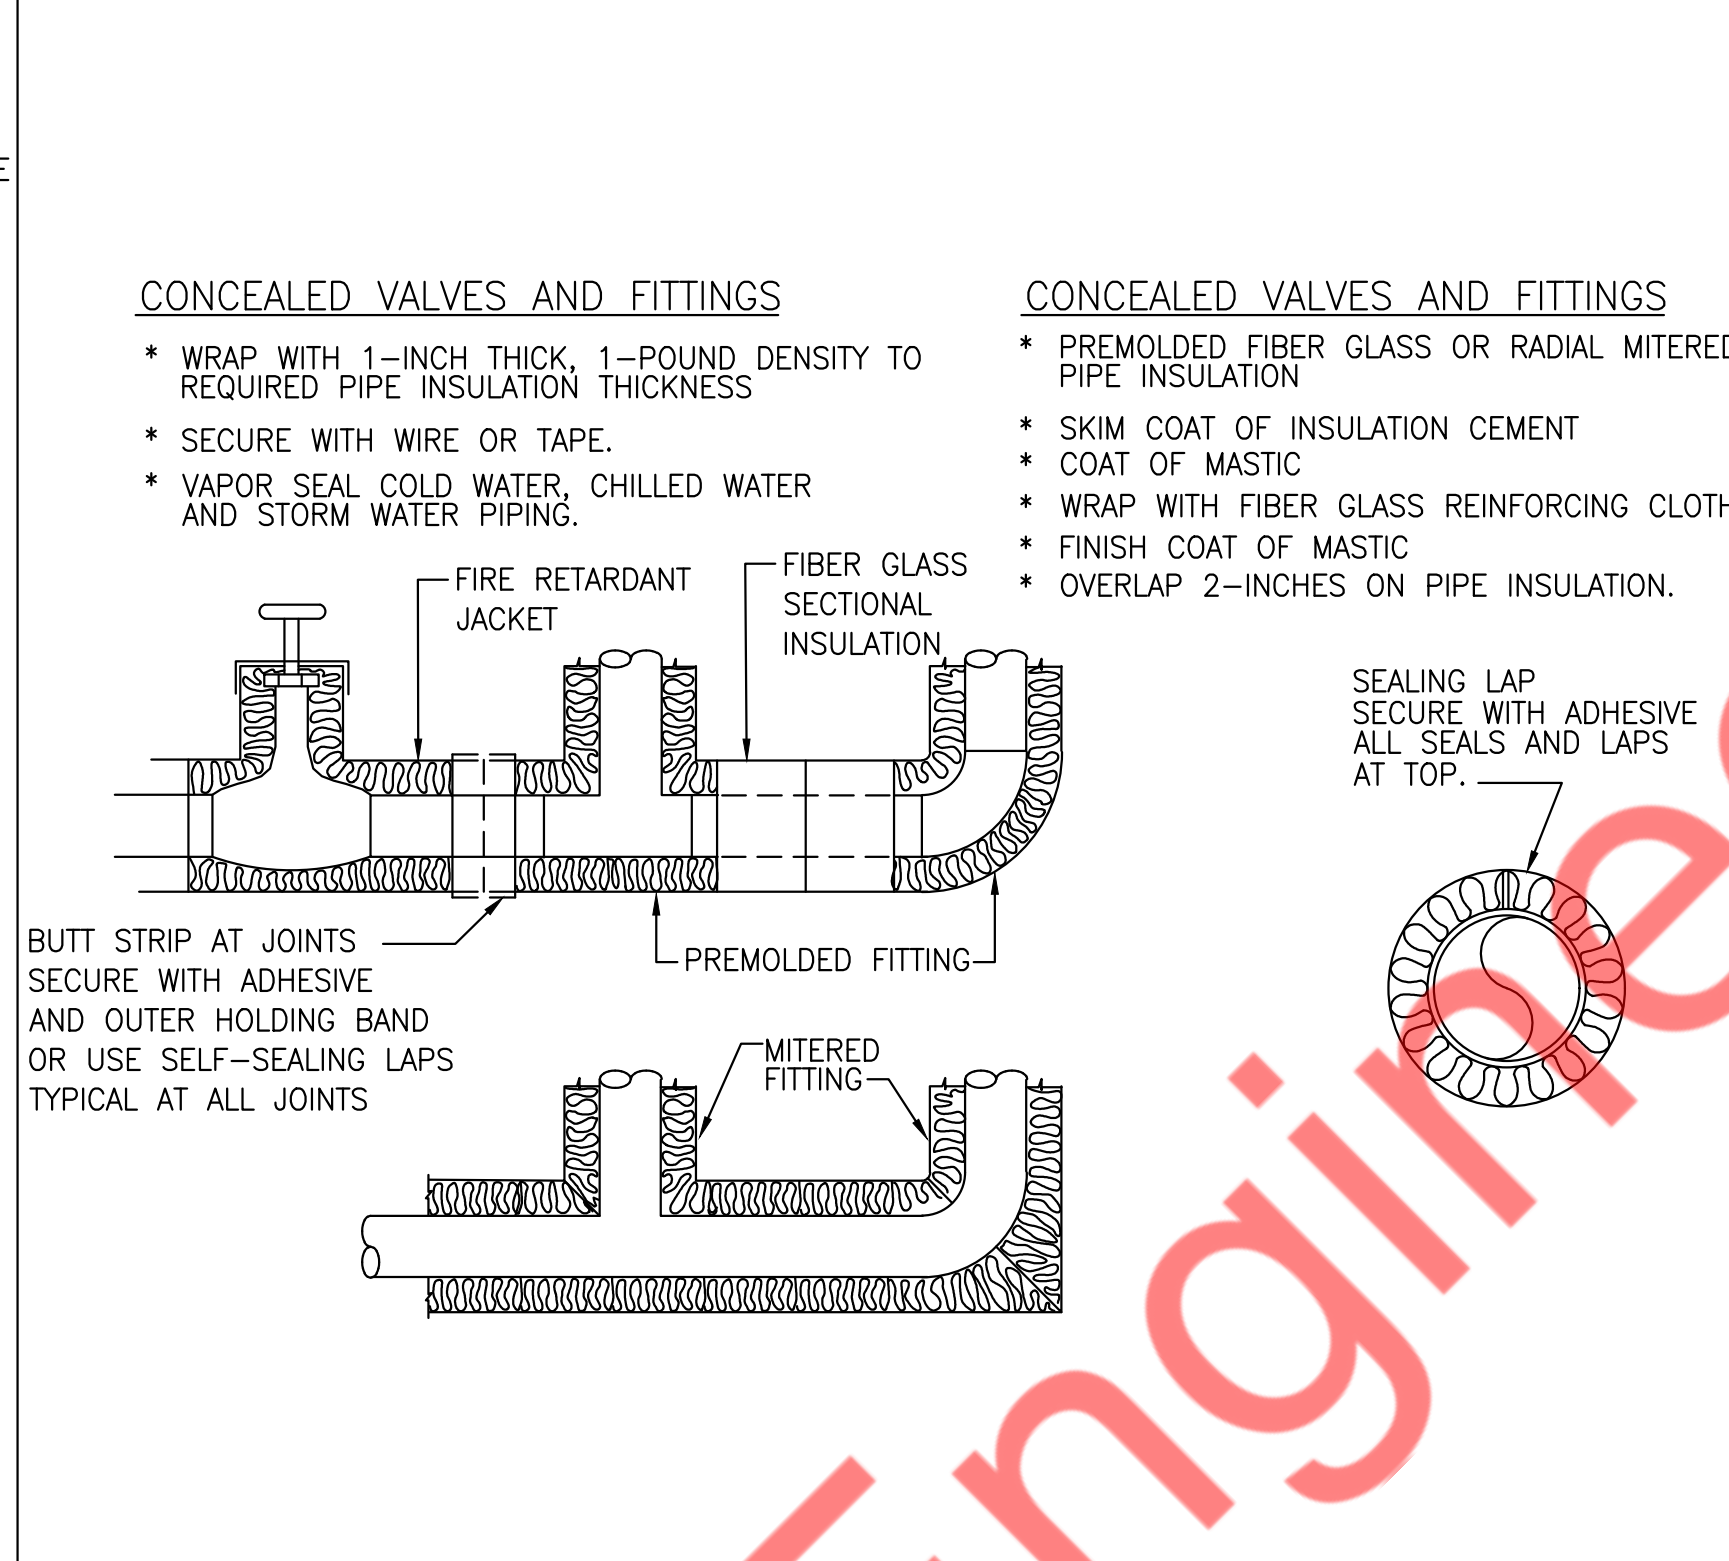 CONCEALED VALVES AND FITTINGS
* WRAP WITH 1-INCH THICK, 1-POUND DENSITY TO
REQUIRED PIPE INSULATION THICKNESS
* SECURE WITH WIRE OR TAPE.
* VAPOR SEAL COLD WATER, CHILLED WATER
AND STORM WATER PIPING.
CONCEALED VALVES AND FITTINGS
* PREMOLDED FIBER GLASS OR RADIAL MITERED
PIPE INSULATION
* SKIM COAT OF INSULATION CEMENT
* COAT OF MASTIC
* WRAP WITH FIBER GLASS REINFORCING CLOTH
* FINISH COAT OF MASTIC
* OVERLAP 2-INCHES ON PIPE INSULATION.
FIRE RETARDANT
JACKET
FIBER GLASS
SECTIONAL
INSULATION
SEALING LAP
SECURE WITH ADHESIVE
ALL SEALS AND LAPS
AT TOP.
BUTT STRIP AT JOINTS
SECURE WITH ADHESIVE
AND OUTER HOLDING BAND
OR USE SELF-SEALING LAPS
TYPICAL AT ALL JOINTS
PREMOLDED FITTING
MITERED
FITTING
Engine